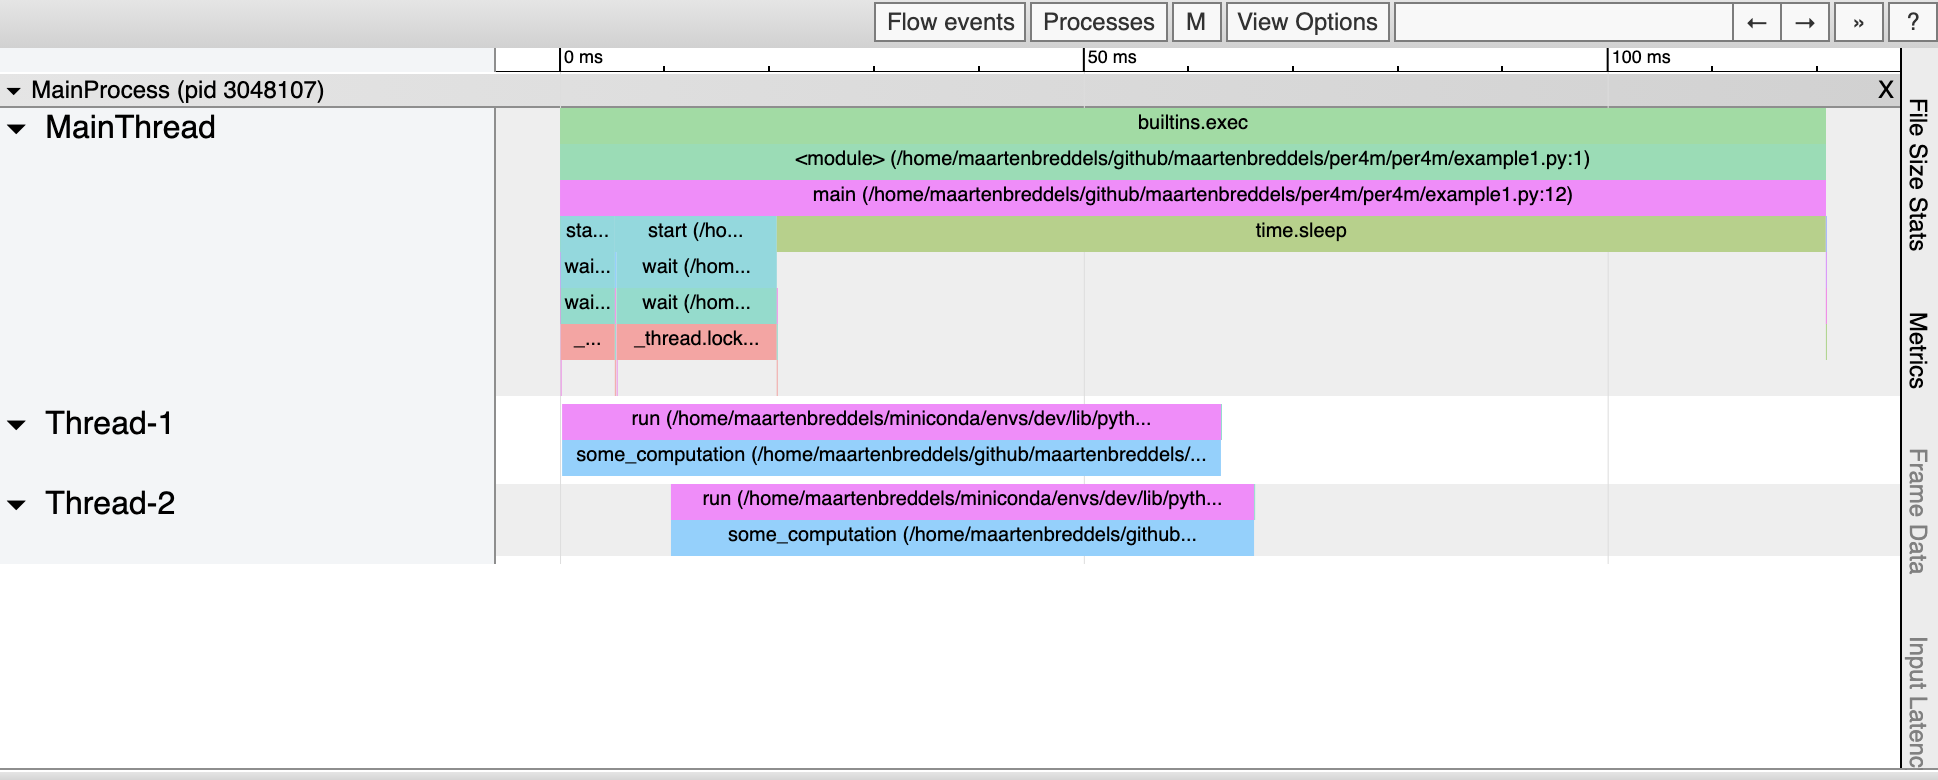 Flow events Processes M View Options ← → » ?
0 ms 50 ms 100 ms
MainProcess (pid 3048107) X
MainThread
builtins.exec
<module> (/home/maartenbreddels/github/maartenbreddels/per4m/per4m/example1.py:1)
main (/home/maartenbreddels/github/maartenbreddels/per4m/per4m/example1.py:12)
sta... start (/ho... time.sleep
wai... wait (/hom...
wai... wait (/hom...
_... _thread.lock...
Thread-1
run (/home/maartenbreddels/miniconda/envs/dev/lib/pyth...
some_computation (/home/maartenbreddels/github/maartenbreddels/...
Thread-2
run (/home/maartenbreddels/miniconda/envs/dev/lib/pyth...
some_computation (/home/maartenbreddels/github...
File Size Stats
Metrics
Frame Data
Input Latenc